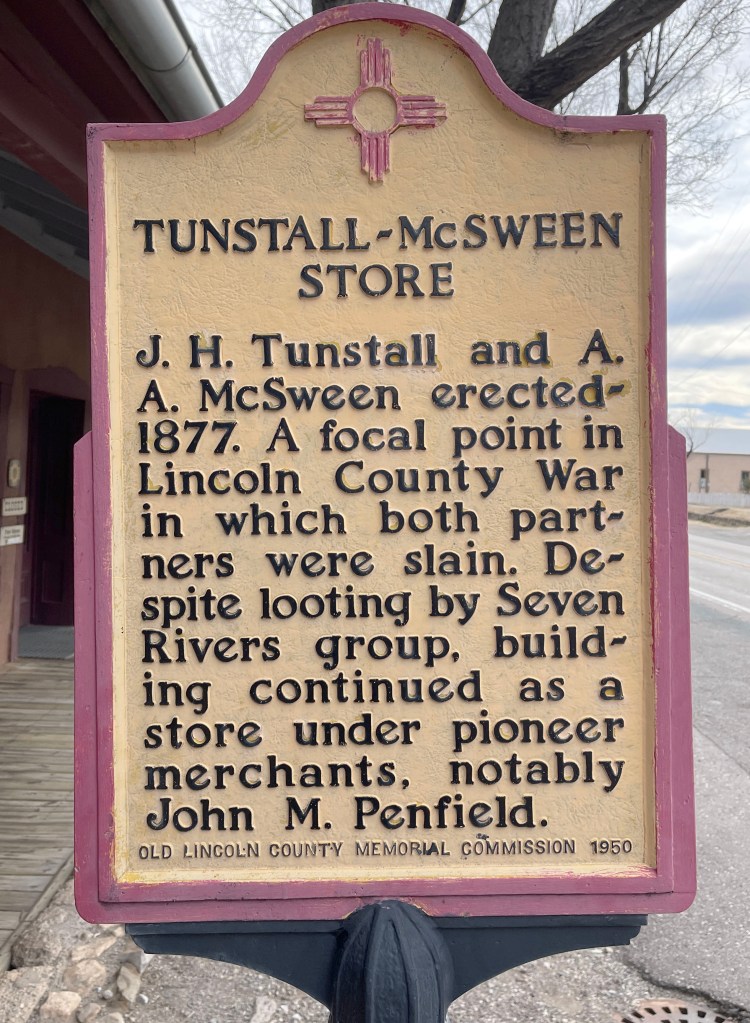 TUNSTALL-McSWEEN
STORE
J. H. Tunstall and A.
A. McSween erected-
1877. A focal point in
Lincoln County War
in which both part-
ners were slain. De-
spite looting by Seven
Rivers group, build-
ing continued as a
store under pioneer
merchants, notably
John M. Penfield.
OLD LINCOLN COUNTY MEMORIAL COMMISSION 1950